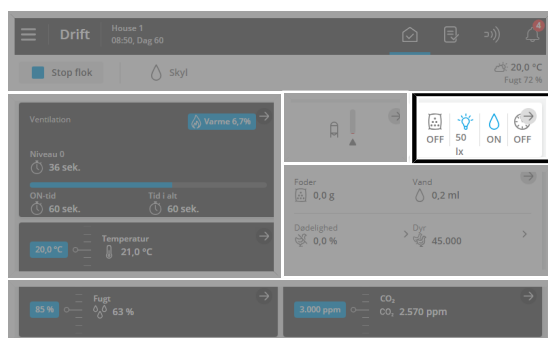 Drift
House 1
08:50, Dag 60
4
Stop flok
Skyl
20,0 °C
Fugt 72 %
Ventilation
Varme 6,7%
Niveau 0
36 sek.
ON-tid
60 sek.
Tid i alt
60 sek.
OFF
50
lx
ON
OFF
Foder
0,0 g
Vand
0,2 ml
Dødelighed
0,0 %
Dyr
45.000
20,0 °C
Temperatur
21,0 °C
85 %
Fugt
63 %
3.000 ppm
CO₂
CO₂ 2.570 ppm